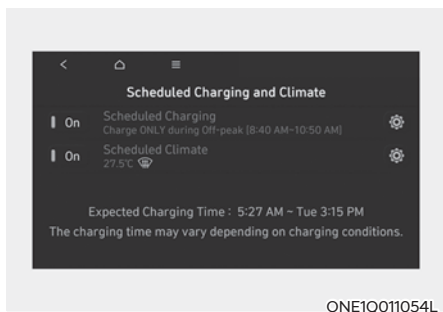 Scheduled Charging and Climate
On
Scheduled Charging
Charge ONLY during Off-peak [8:40 AM~10:50 AM]
On
Scheduled Climate
27.5°C
Expected Charging Time : 5:27 AM ~ Tue 3:15 PM
The charging time may vary depending on charging conditions.
ONE1Q011054L